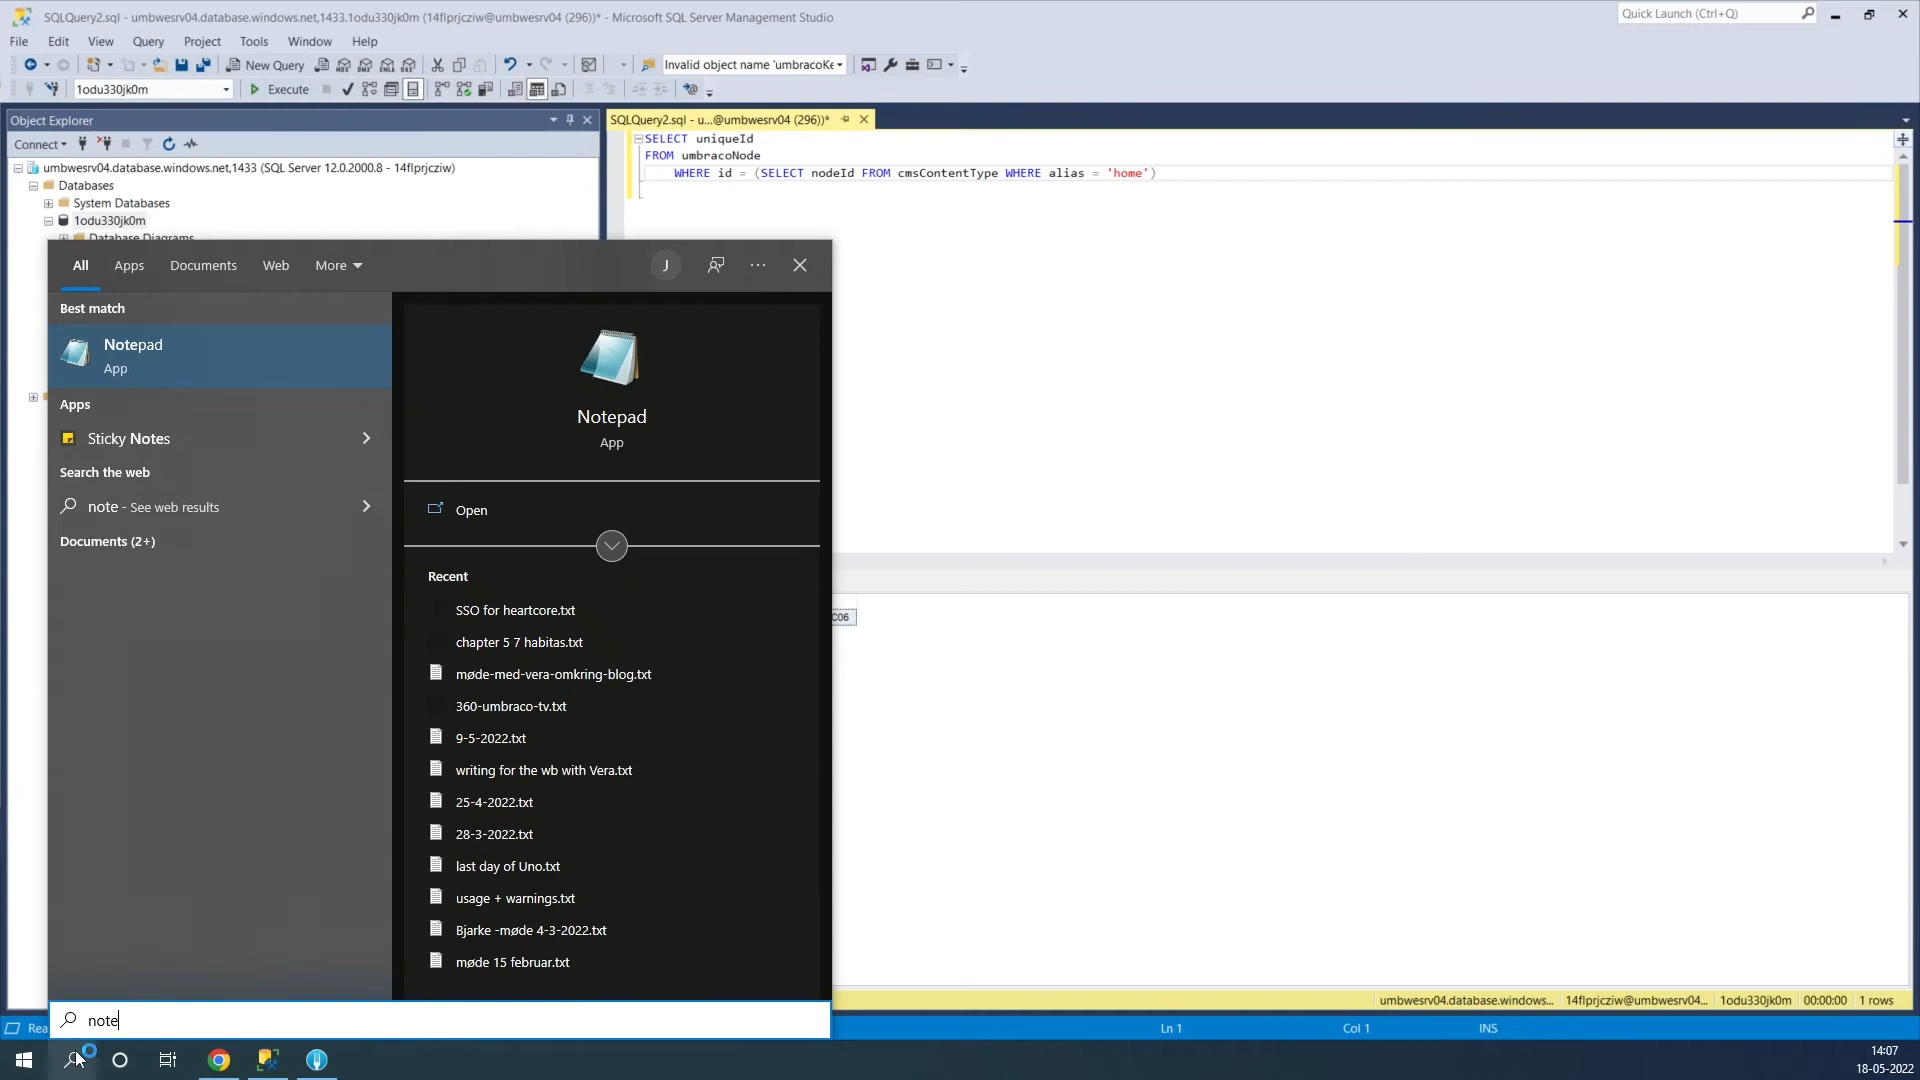 SQLQuery2.sql - umbwesrv04.database.windows.net,1433.1odu330jk0m (14flprjcziw@umbwesrv04 (296))* - Microsoft SQL Server Management Studio
Quick Launch (Ctrl+Q)
File Edit View Query Project Tools Window Help
New Query
Invalid object name 'umbracoKe
1odu330jk0m
Execute
Object Explorer
SQLQuery2.sql - u...@umbwesrv04 (296))*
Connect
umbwesrv04.database.windows.net,1433 (SQL Server 12.0.2000.8 - 14flprjcziw)
Databases
System Databases
1odu330jk0m
Database Diagrams
SELECT uniqueId
FROM umbracoNode
WHERE id = (SELECT nodeId FROM cmsContentType WHERE alias = 'home')
All Apps Documents Web More
J
Best match
Notepad
App
Apps
Sticky Notes
Search the web
note - See web results
Documents (2+)
Notepad
App
Open
Recent
SSO for heartcore.txt
chapter 5 7 habitas.txt
møde-med-vera-omkring-blog.txt
360-umbraco-tv.txt
9-5-2022.txt
writing for the wb with Vera.txt
25-4-2022.txt
28-3-2022.txt
last day of Uno.txt
usage + warnings.txt
Bjarke -møde 4-3-2022.txt
møde 15 februar.txt
C06
umbwesrv04.database.windows... 14flprjcziw@umbwesrv04... 1odu330jk0m 00:00:00 1 rows
Rea
note
Ln 1 Col 1 INS
14:07
18-05-2022